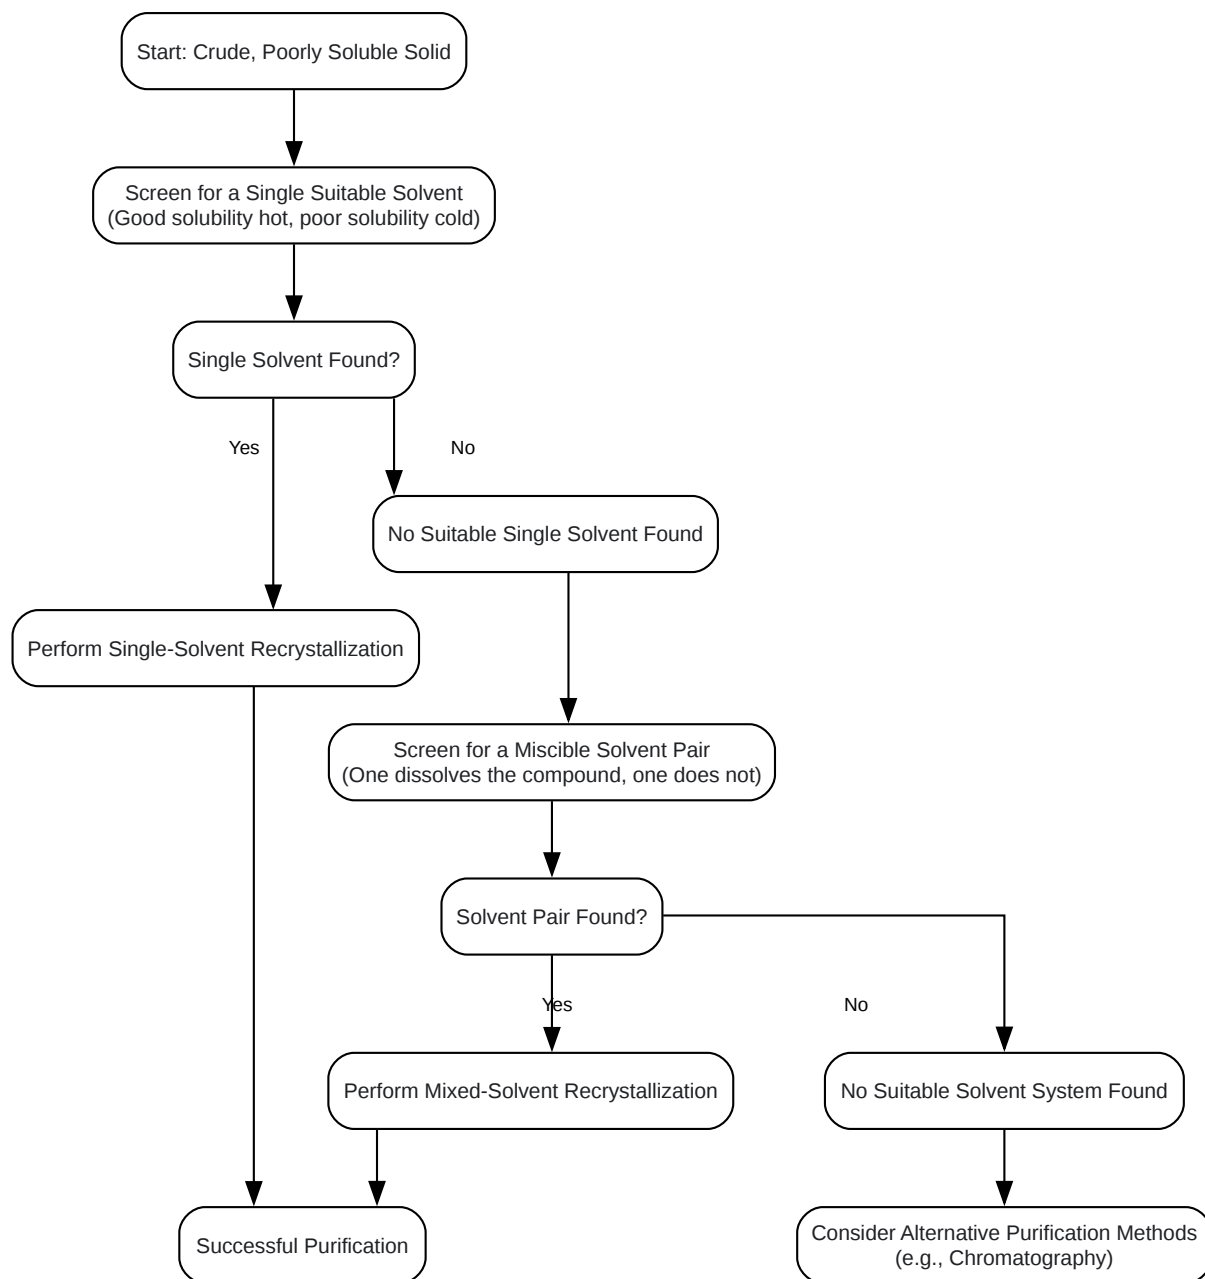 Start: Crude, Poorly Soluble Solid
Screen for a Single Suitable Solvent
(Good solubility hot, poor solubility cold)
Single Solvent Found?
Yes
No
No Suitable Single Solvent Found
Perform Single-Solvent Recrystallization
Screen for a Miscible Solvent Pair
(One dissolves the compound, one does not)
Solvent Pair Found?
Yes
No
Perform Mixed-Solvent Recrystallization
No Suitable Solvent System Found
Successful Purification
Consider Alternative Purification Methods
(e.g., Chromatography)